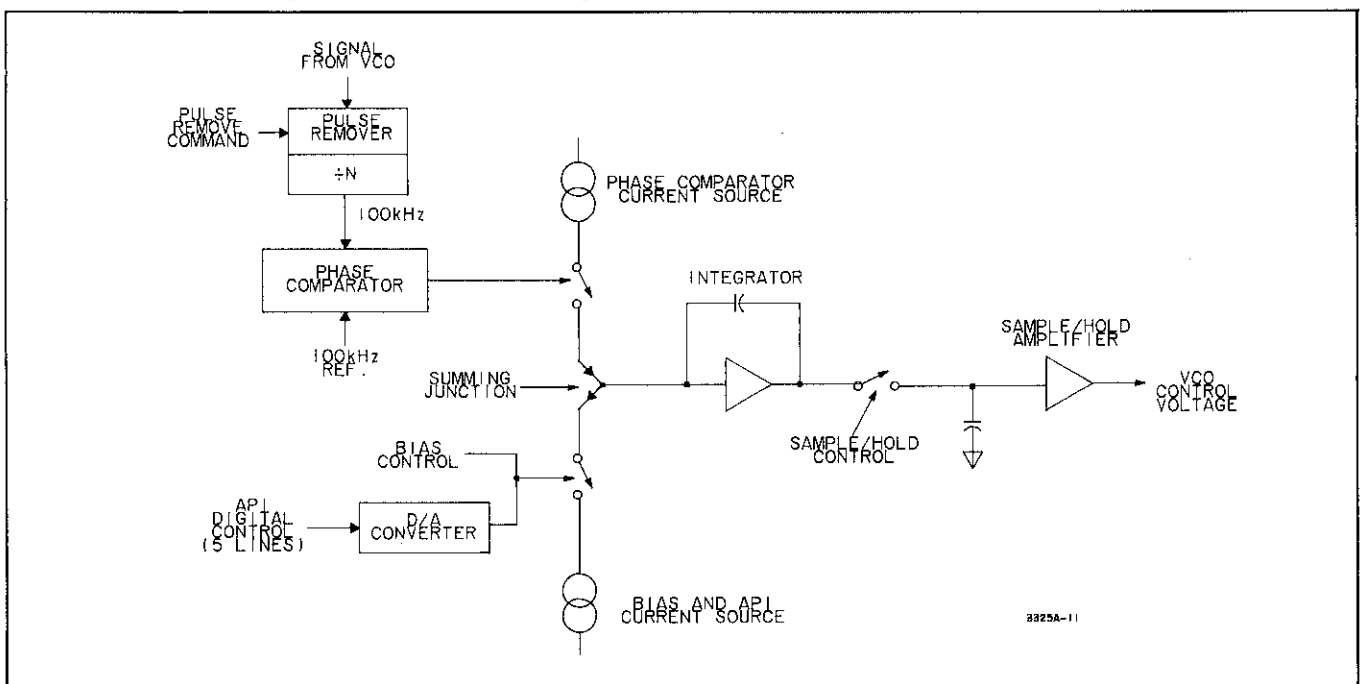 SIGNAL
FROM VCO
PULSE
REMOVE
COMMAND
PULSE
REMOVER
÷N
100kHz
PHASE
COMPARATOR
100kHz
REF.
PHASE COMPARATOR
CURRENT SOURCE
SUMMING
JUNCTION
INTEGRATOR
SAMPLE/HOLD
CONTROL
SAMPLE/HOLD
AMPLIFIER
VCO
CONTROL
VOLTAGE
BIAS
CONTROL
API
DIGITAL
CONTROL
(5 LINES)
D/A
CONVERTER
BIAS AND API
CURRENT SOURCE
3325A-11